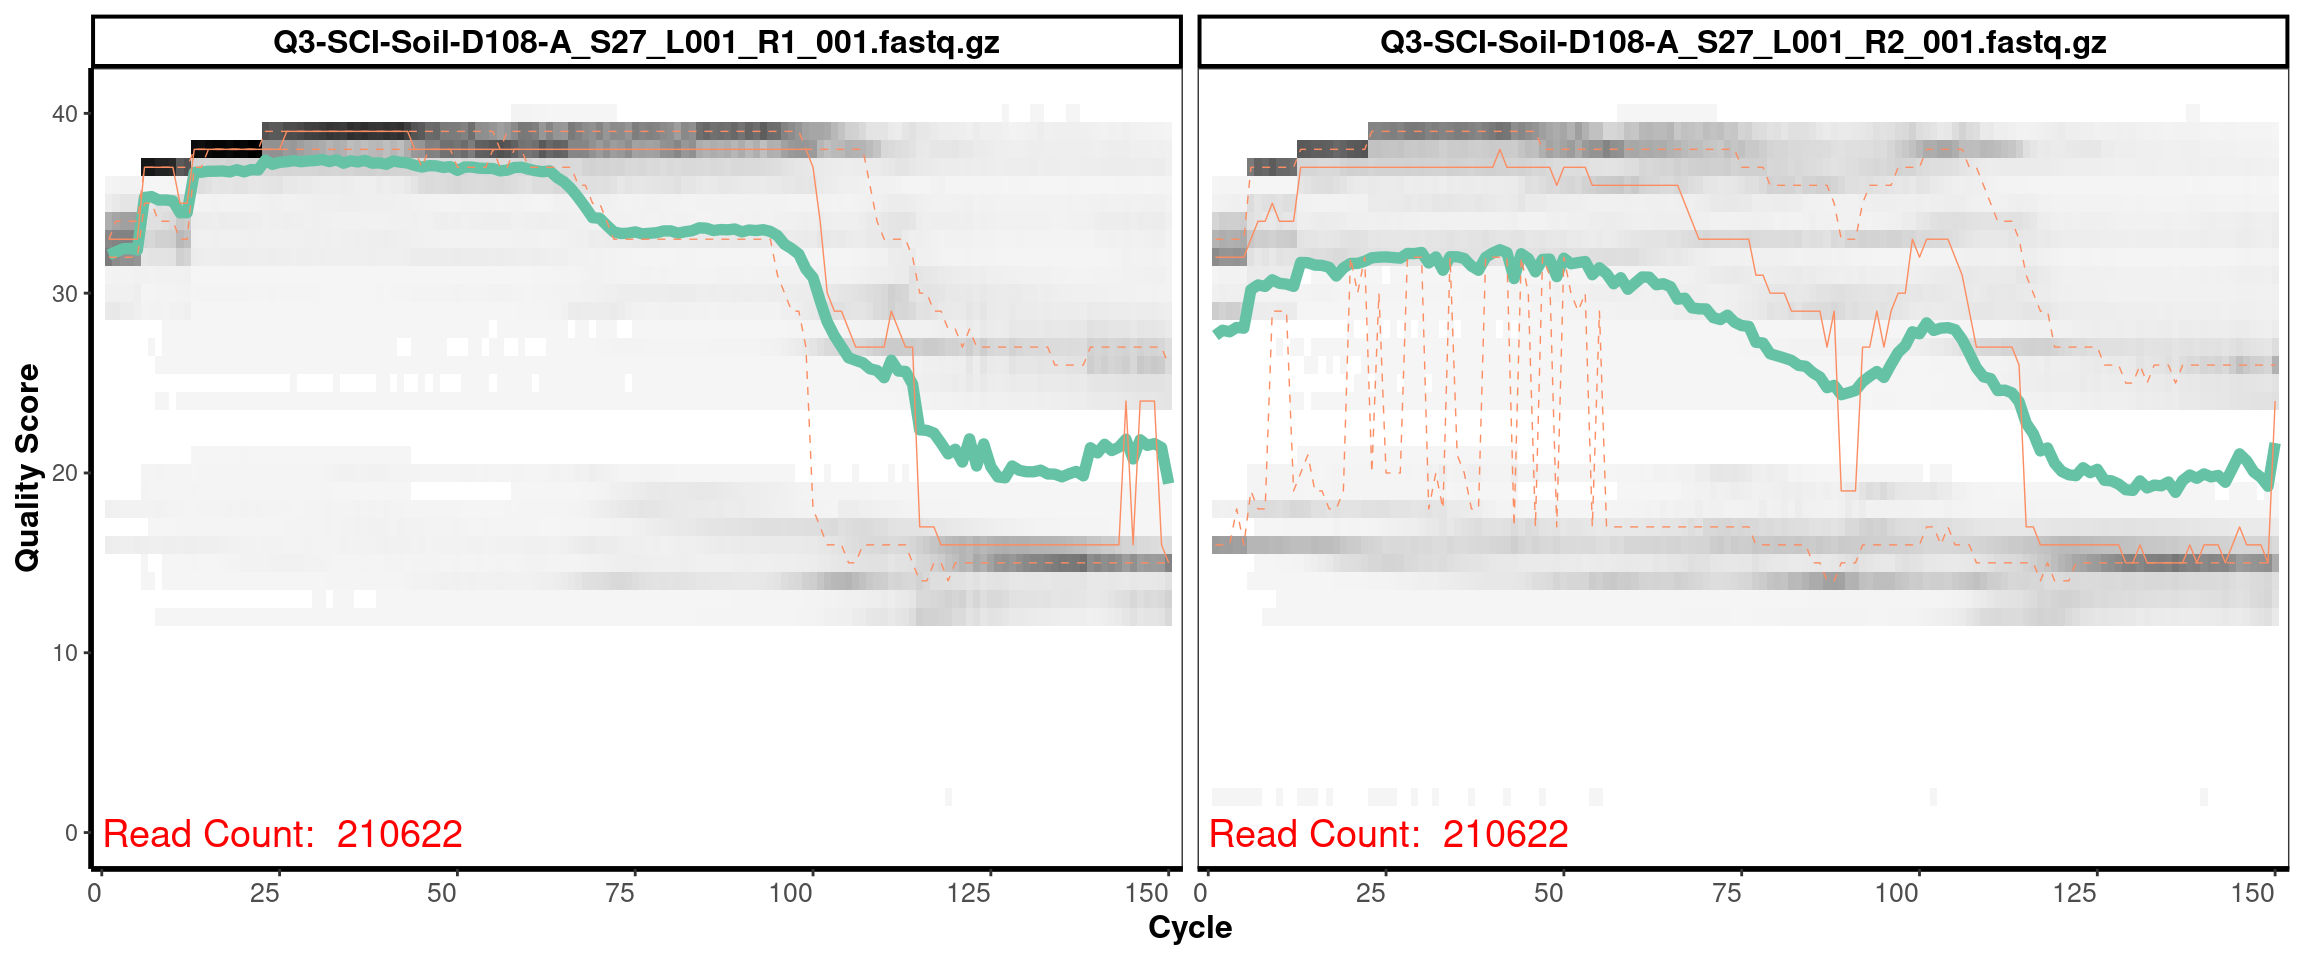 Q3-SCI-Soil-D108-A_S27_L001_R1_001.fastq.gz
Q3-SCI-Soil-D108-A_S27_L001_R2_001.fastq.gz
Quality Score
40
30
20
10
0
Read Count:  210622
Read Count:  210622
0 25 50 75 100 125 150
0 25 50 75 100 125 150
Cycle